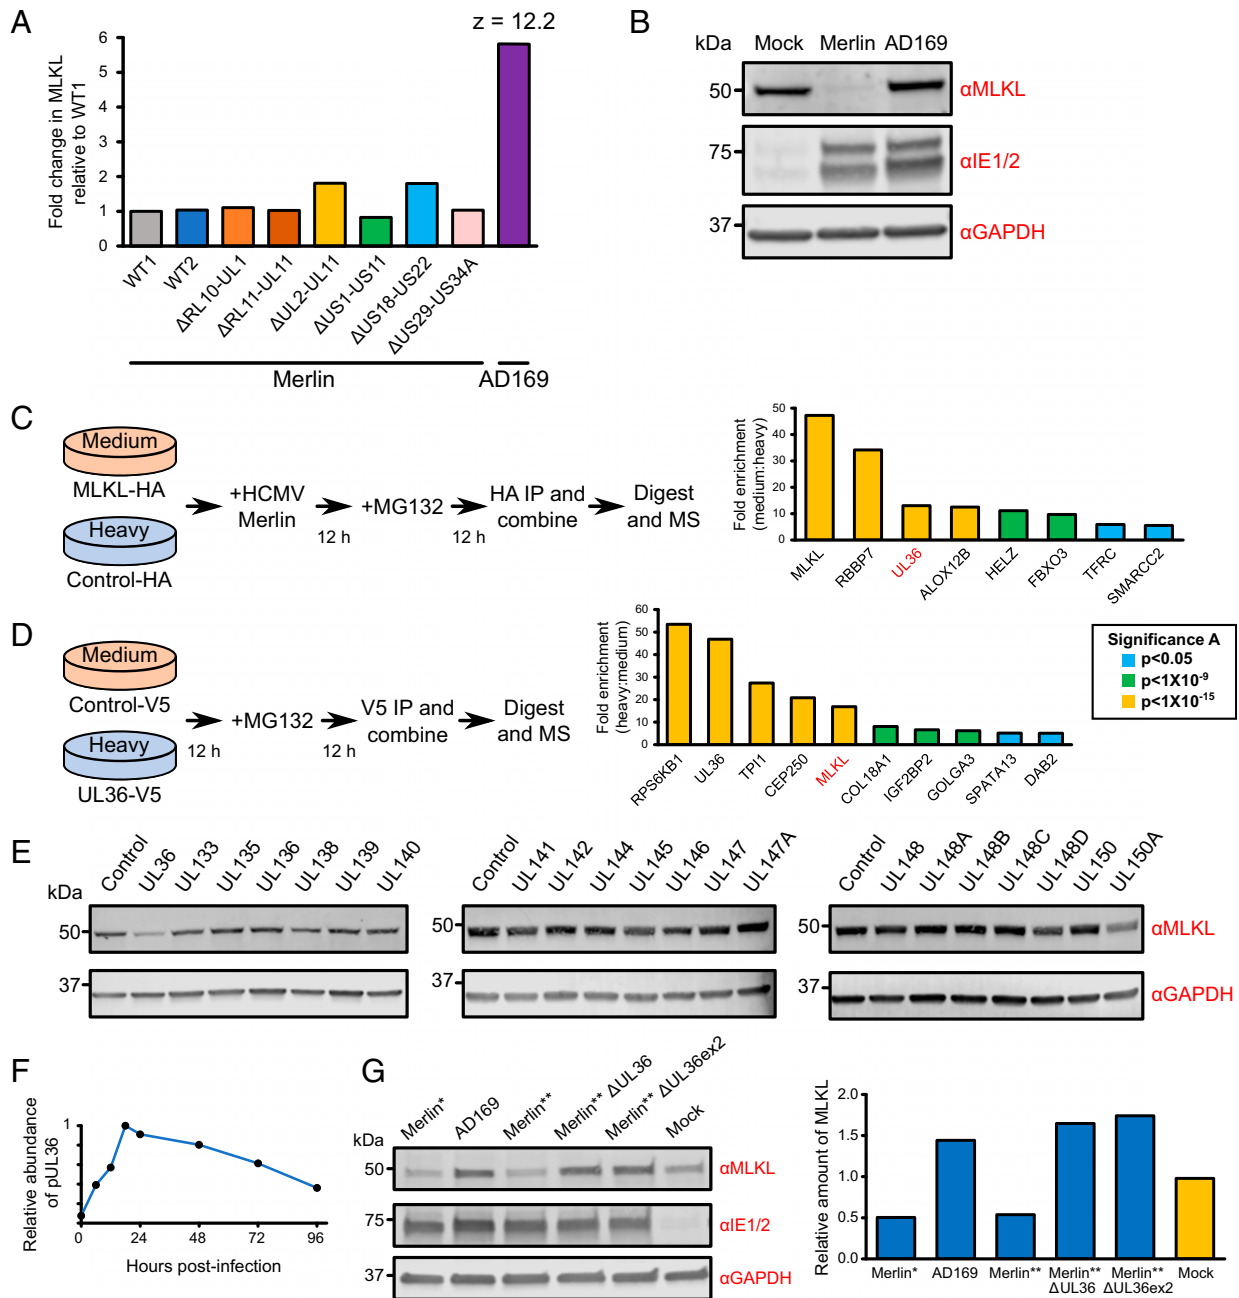 A
z = 12.2
Fold change in MLKL
relative to WT1
6
5
4
3
2
1
0
WT1
WT2
ΔRL10-UL1
ΔRL11-UL11
ΔUL2-UL11
ΔUS1-US11
ΔUS18-US22
ΔUS29-US34A
Merlin
AD169
B
kDa Mock Merlin AD169
50
αMLKL
75
αIE1/2
37
αGAPDH
C
Medium
MLKL-HA
Heavy
Control-HA
+HCMV
Merlin
12 h
+MG132
12 h
HA IP and
combine
Digest
and MS
Fold enrichment
(medium:heavy)
50
40
30
20
10
0
MLKL
RBBP7
UL36
ALOX12B
HELZ
FBXO3
TFRC
SMARCC2
D
Medium
Control-V5
Heavy
UL36-V5
12 h
+MG132
12 h
V5 IP and
combine
Digest
and MS
Fold enrichment
(heavy:medium)
60
50
40
30
20
10
0
RPS6KB1
UL36
TPI1
CEP250
MLKL
COL18A1
IGF2BP2
GOLGA3
SPATA13
DAB2
Significance A
p<0.05
p<1X10⁻⁹
p<1X10⁻¹⁵
E
kDa
Control
UL36
UL133
UL135
UL136
UL138
UL139
UL140
50
37
Control
UL141
UL142
UL144
UL145
UL146
UL147
UL147A
50
37
Control
UL148
UL148A
UL148B
UL148C
UL148D
UL150
UL150A
50
αMLKL
37
αGAPDH
F
Relative abundance
of pUL36
1
0
0 24 48 72 96
Hours post-infection
G
kDa
Merlin*
AD169
Merlin**
Merlin** ΔUL36
Merlin** ΔUL36ex2
Mock
50
αMLKL
75
αIE1/2
37
αGAPDH
Relative amount of MLKL
2.0
1.5
1.0
0.5
0.0
Merlin*
AD169
Merlin**
Merlin**
ΔUL36
Merlin**
ΔUL36ex2
Mock